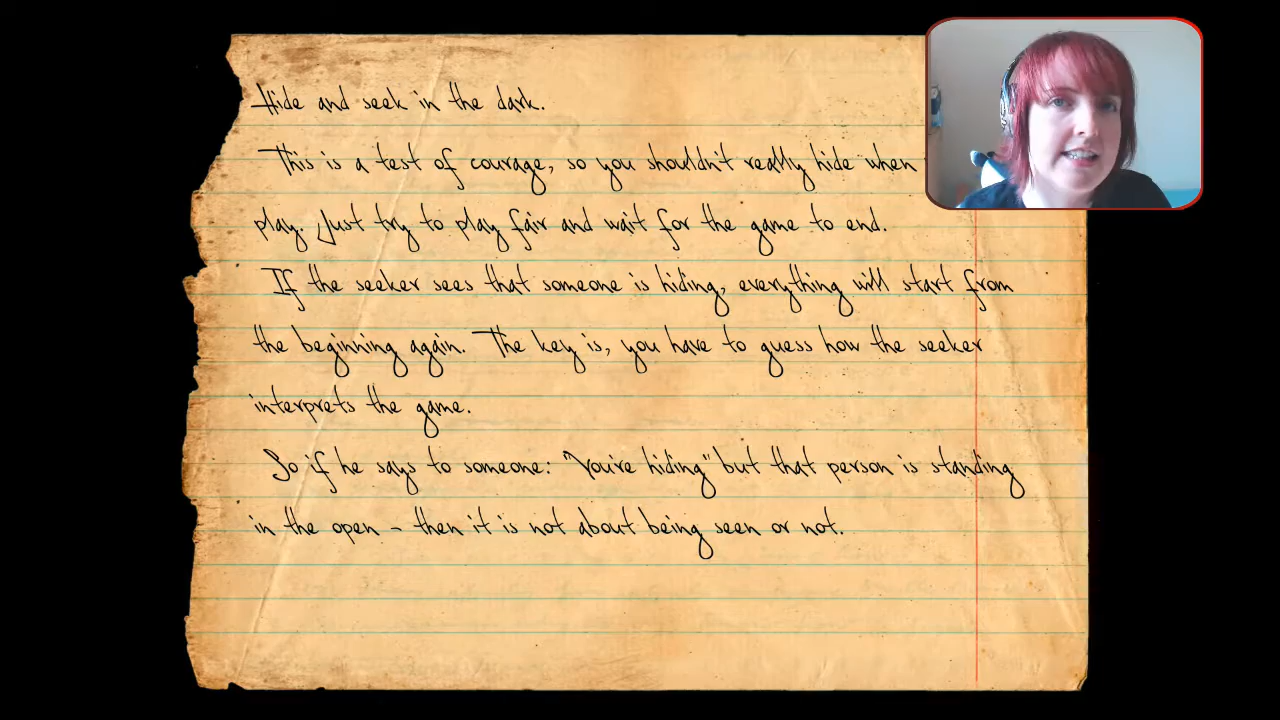 Hide and seek in the dark.
This is a test of courage, so you shouldn't really hide when
play. Just try to play fair and wait for the game to end.
If the seeker sees that someone is hiding, everything will start from
the beginning again. The key is, you have to guess how the seeker
interprets the game.
So if he says to someone: "You're hiding" but that person is standing
in the open - then it is not about being seen or not.